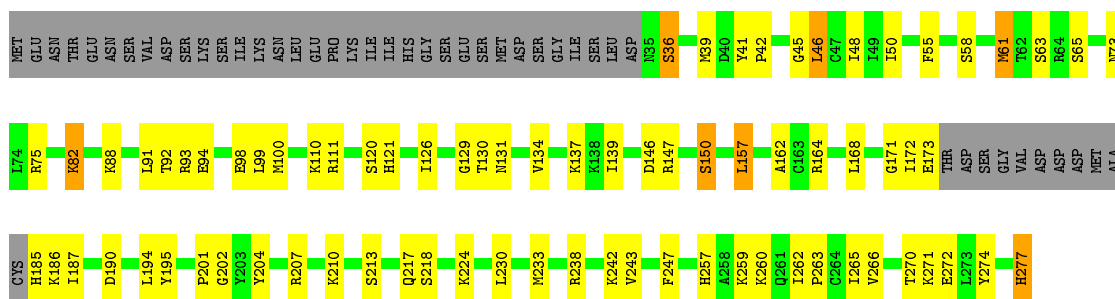 MET GLU ASN THR GLU ASN SER VAL ASP SER LYS SER ILE LYS ASN LEU GLU PRO LYS ILE ILE HIS GLY SER GLU SER MET ASP SER GLY ILE SER LEU ASP N35 S36 M39 D40 Y41 P42 G45 L46 C47 I48 I49 I50 F55 S58 M61 T62 S63 R64 S65 N73
L74 R75 K82 K88 L91 T92 R93 E94 E98 L99 M100 K110 R111 S120 H121 I126 G129 T130 N131 V134 K137 K138 I139 D146 R147 S150 L157 A162 C163 R164 L168 G171 I172 E173 THR ASP SER GLY VAL ASP ASP ASP MET ALA
CYS H185 K186 I187 D190 L194 Y195 P201 G202 Y203 Y204 R207 K210 S213 Q217 S218 K224 L230 M233 R238 K242 V243 F247 H257 A258 K259 K260 Q261 I262 P263 C264 I265 V266 T270 K271 E272 L273 Y274 H277